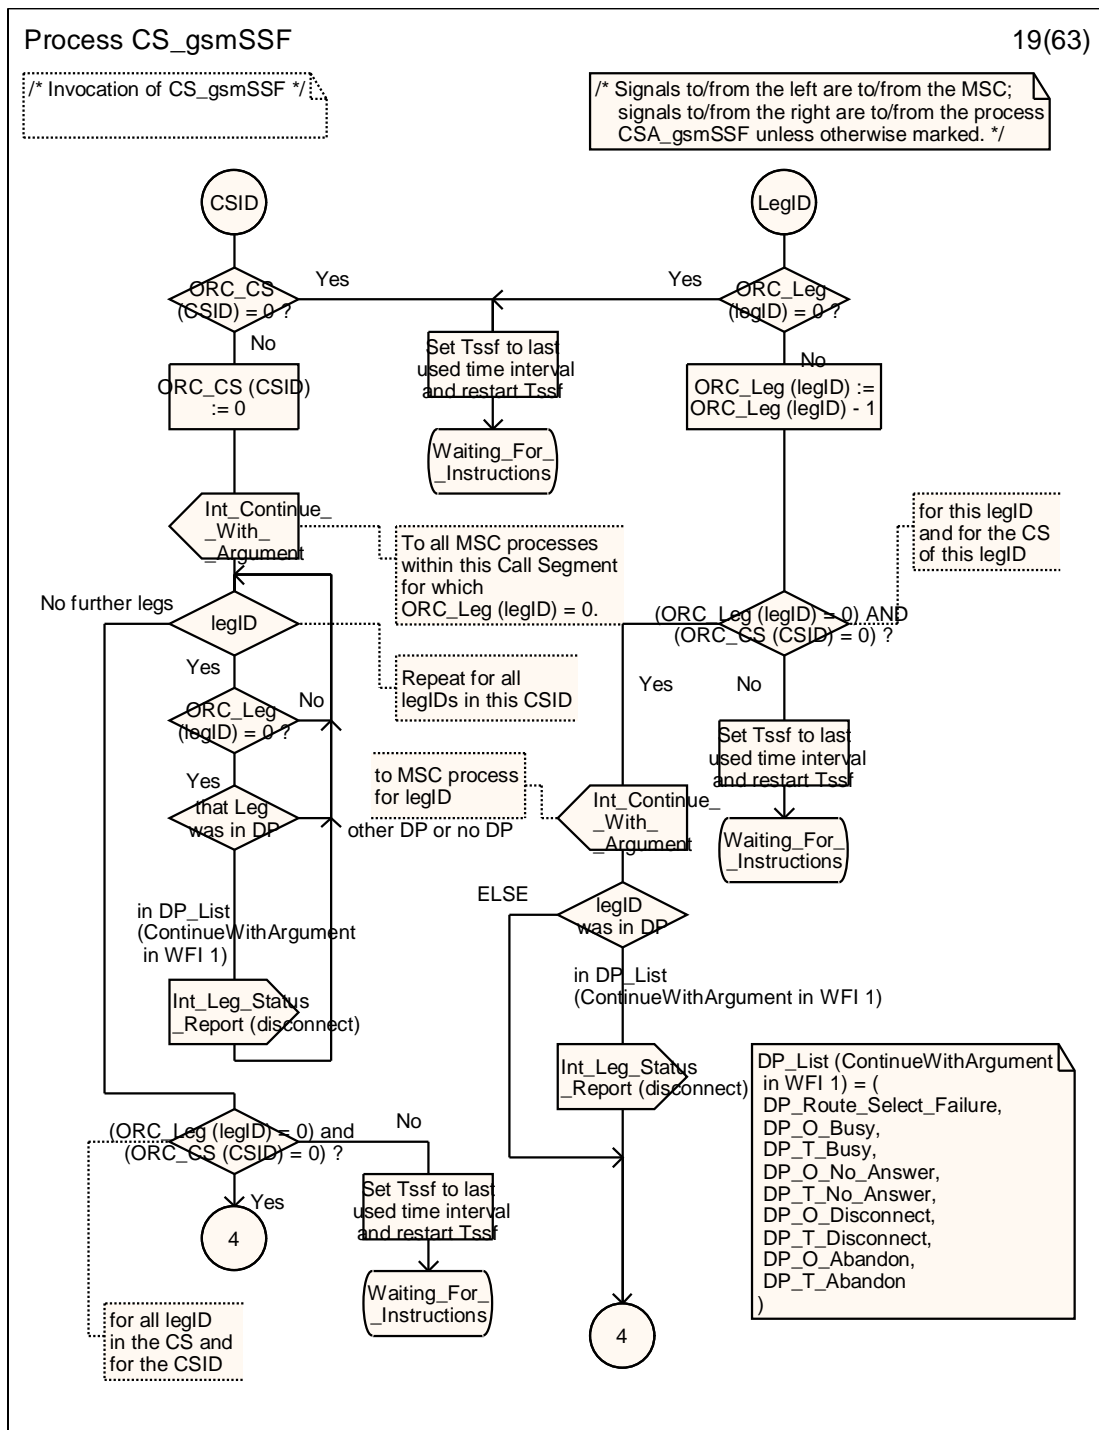 Process CS_gsmSSF
19(63)
/* Invocation of CS_gsmSSF */
/* Signals to/from the left are to/from the MSC;
signals to/from the right are to/from the process
CSA_gsmSSF unless otherwise marked. */
CSID
LegID
ORC_CS
(CSID) = 0 ?
Yes
Yes
ORC_Leg
(legID) = 0 ?
No
No
Set Tssf to last
used time interval
and restart Tssf
ORC_CS (CSID)
:= 0
ORC_Leg (legID) :=
ORC_Leg (legID) - 1
Waiting_For_
_Instructions
Int_Continue_
_With_
_Argument
To all MSC processes
within this Call Segment
for which
ORC_Leg (legID) = 0.
for this legID
and for the CS
of this legID
No further legs
legID
(ORC_Leg (legID) = 0) AND
(ORC_CS (CSID) = 0) ?
Yes
Repeat for all
legIDs in this CSID
Yes
No
ORC_Leg
(legID) = 0 ?
No
Set Tssf to last
used time interval
and restart Tssf
Yes
to MSC process
for legID
Int_Continue_
_With_
_Argument
that Leg
was in DP
other DP or no DP
Waiting_For_
_Instructions
ELSE
legID
was in DP
in DP_List
(ContinueWithArgument
in WFI 1)
in DP_List
(ContinueWithArgument in WFI 1)
Int_Leg_Status
_Report (disconnect)
Int_Leg_Status
_Report (disconnect)
DP_List (ContinueWithArgument
in WFI 1) = (
DP_Route_Select_Failure,
DP_O_Busy,
DP_T_Busy,
DP_O_No_Answer,
DP_T_No_Answer,
DP_O_Disconnect,
DP_T_Disconnect,
DP_O_Abandon,
DP_T_Abandon
)
(ORC_Leg (legID) = 0) and
(ORC_CS (CSID) = 0) ?
No
Yes
Set Tssf to last
used time interval
and restart Tssf
4
Waiting_For_
_Instructions
for all legID
in the CS and
for the CSID
4